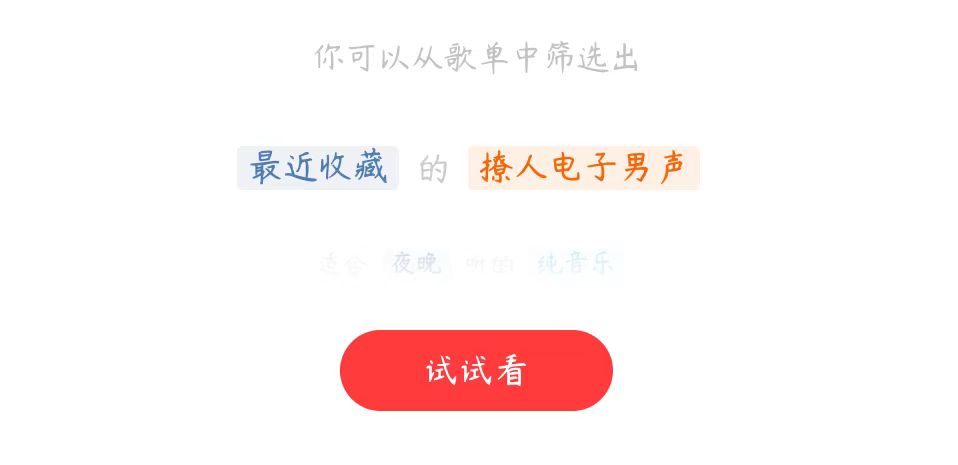 你可以从歌单中筛选出
最近收藏 的 撩人电子男声
适合 夜晚 听的 纯音乐
试试看